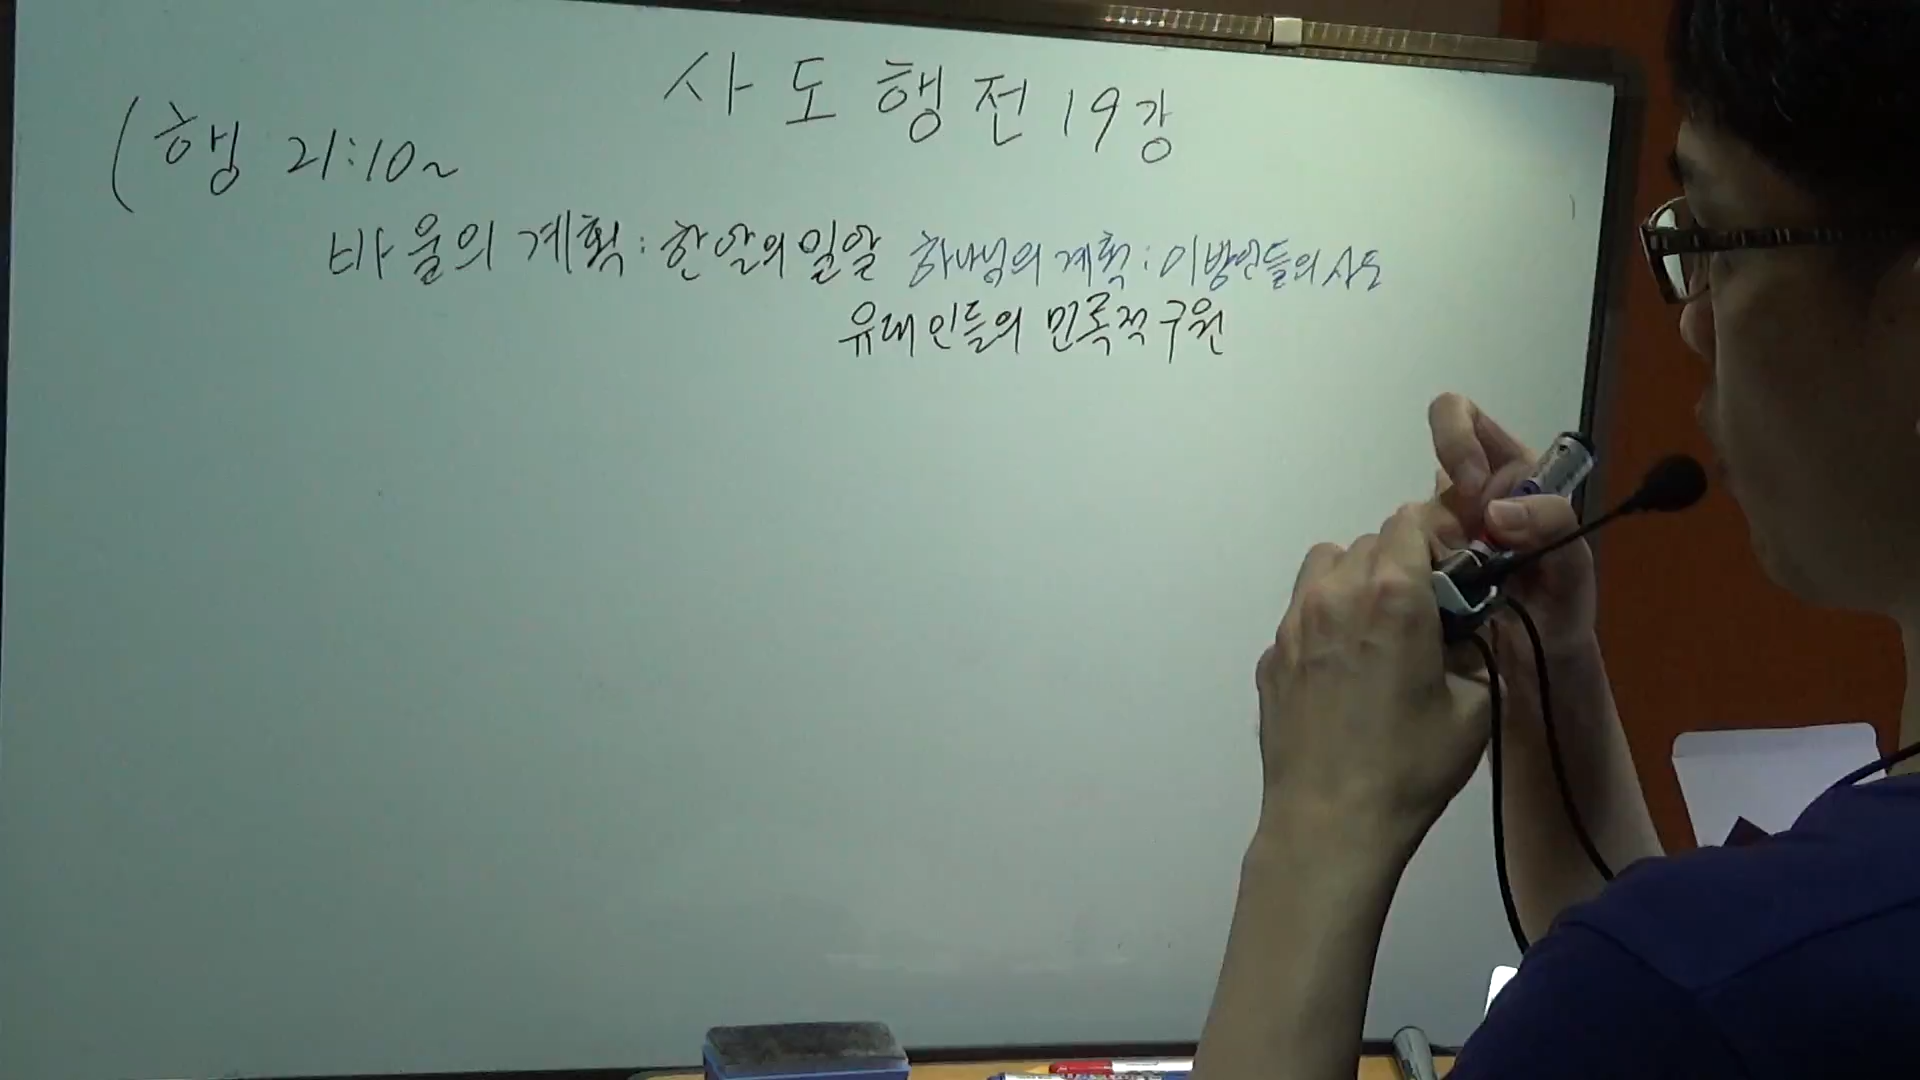 사도행전 19강
(행 21:10~
바울의 계획: 한알의 밀알 하나님의 계획: 이방인들의 사도
유대인들의 민족적 구원